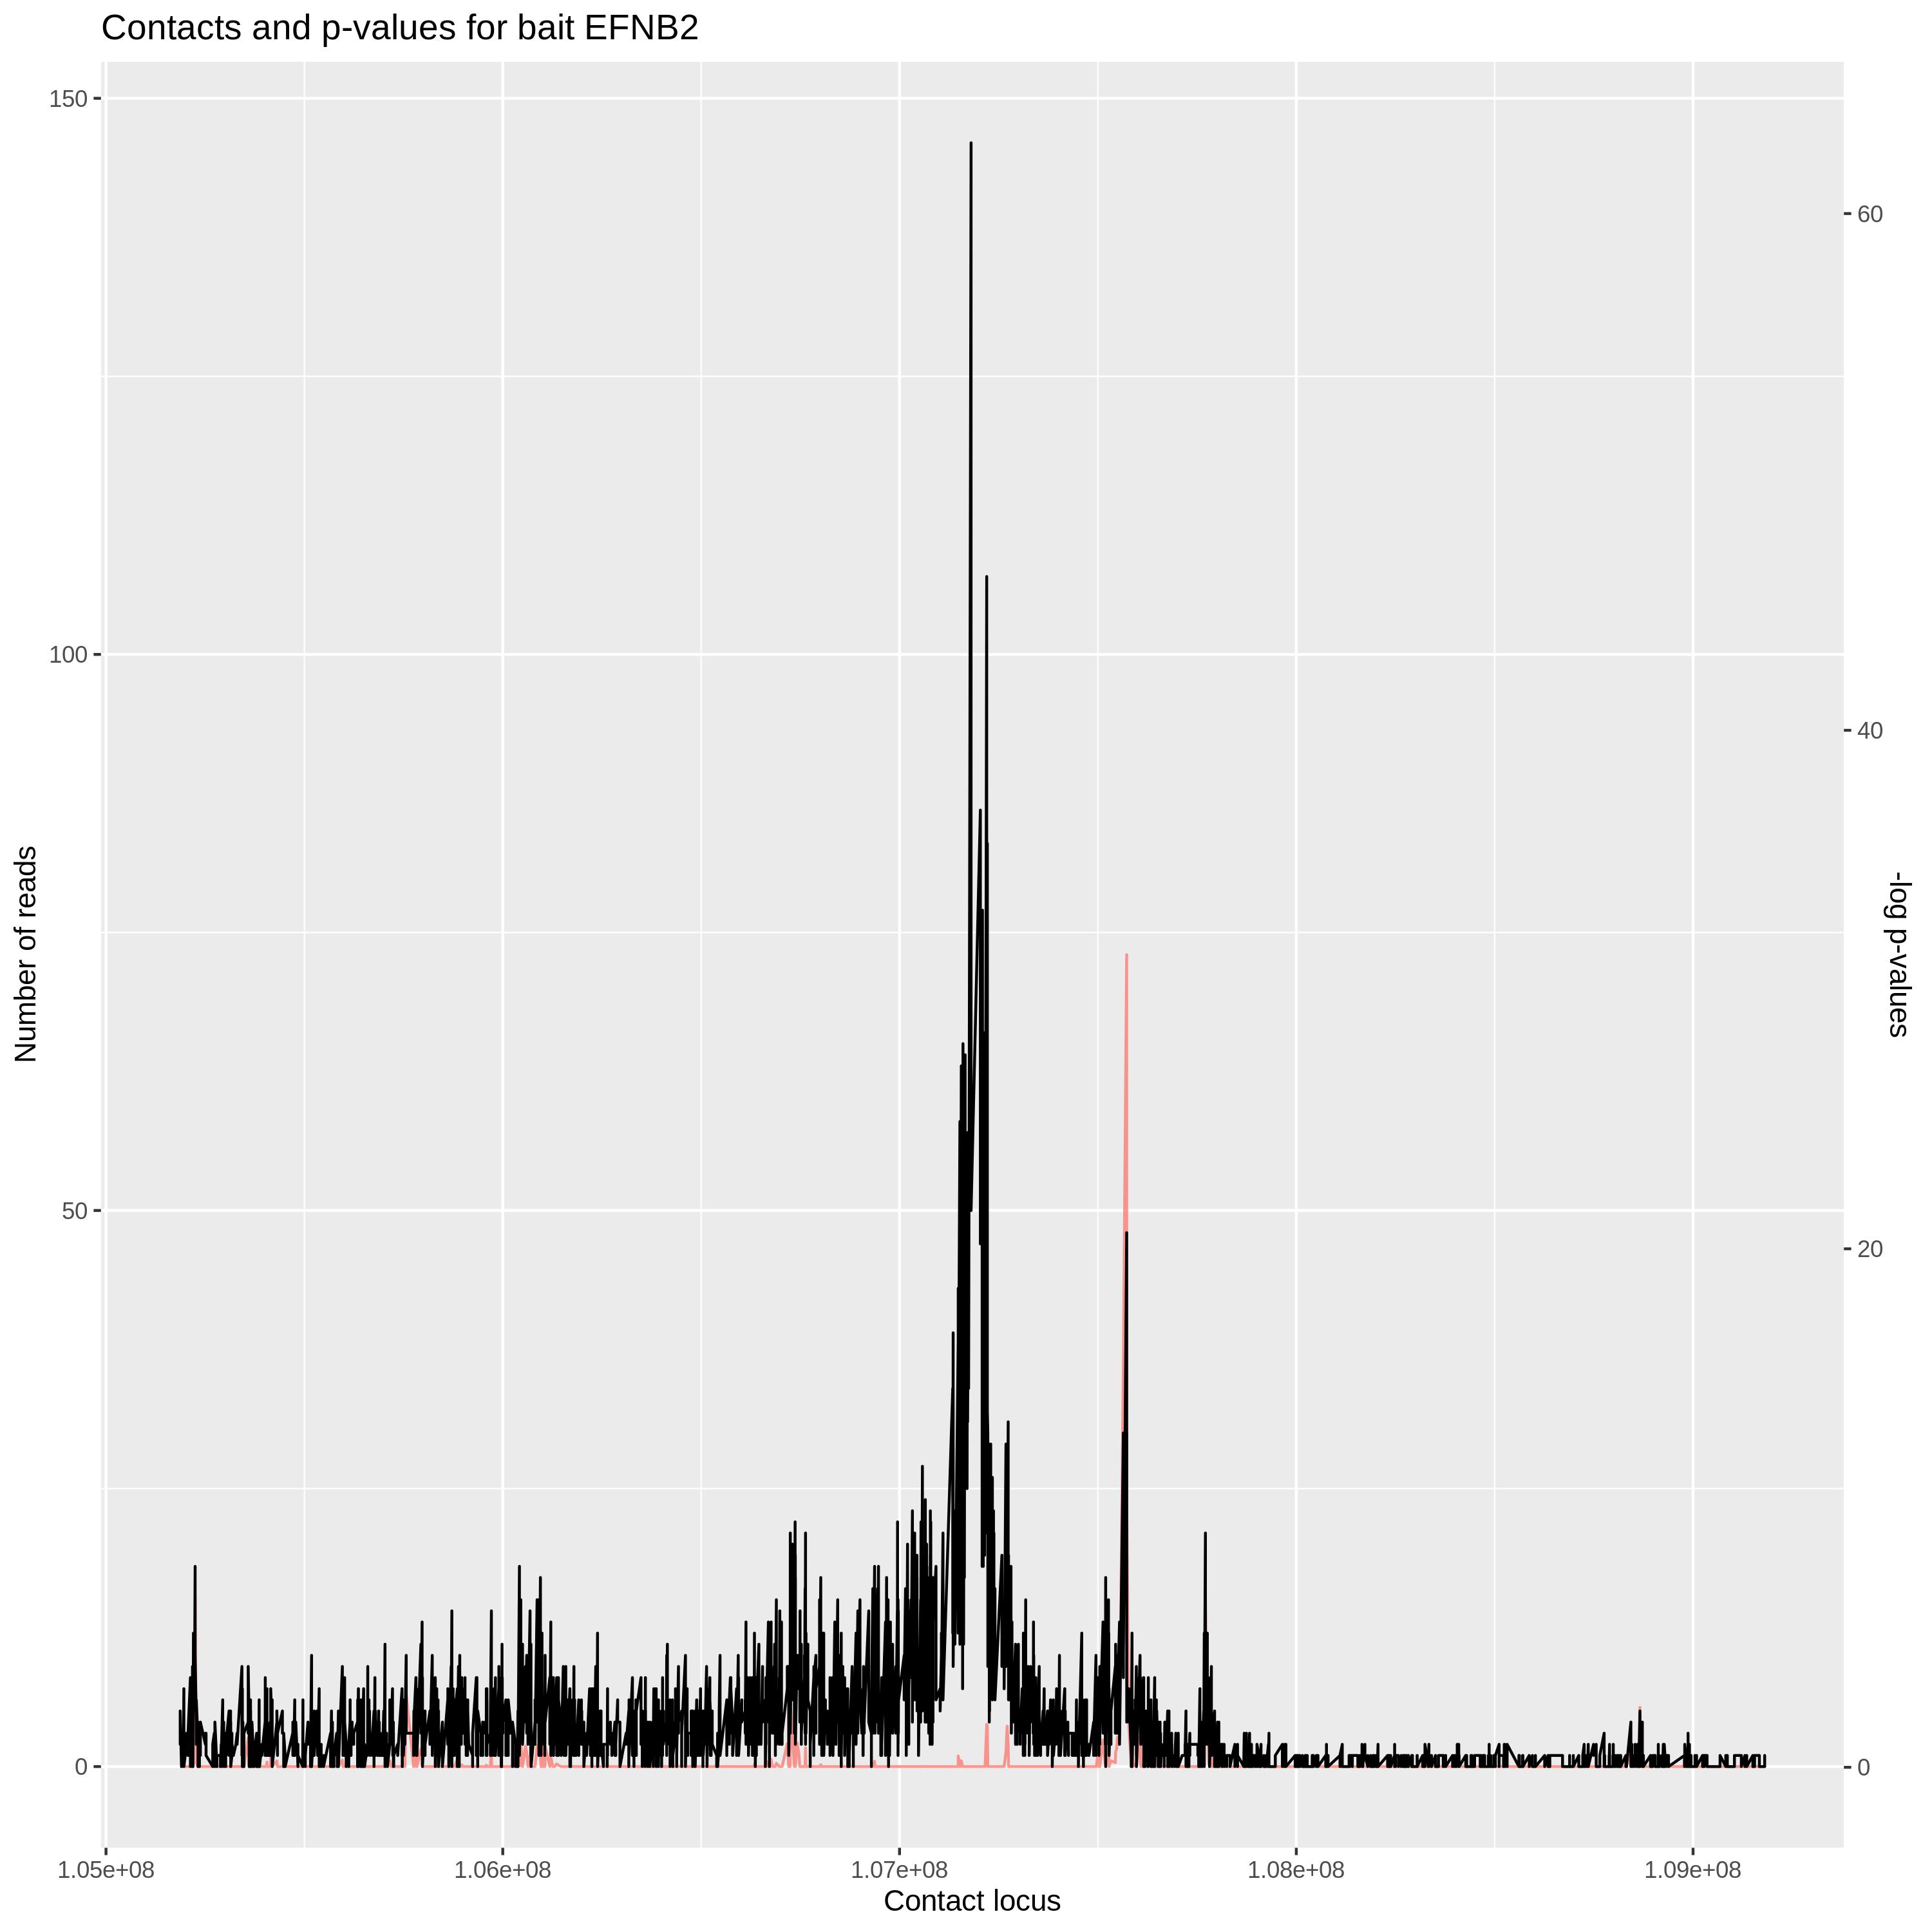 Contacts and p-values for bait EFNB2
150
100
50
0
60
40
20
0
Number of reads
-log p-values
1.05e+08
1.06e+08
1.07e+08
1.08e+08
1.09e+08
Contact locus